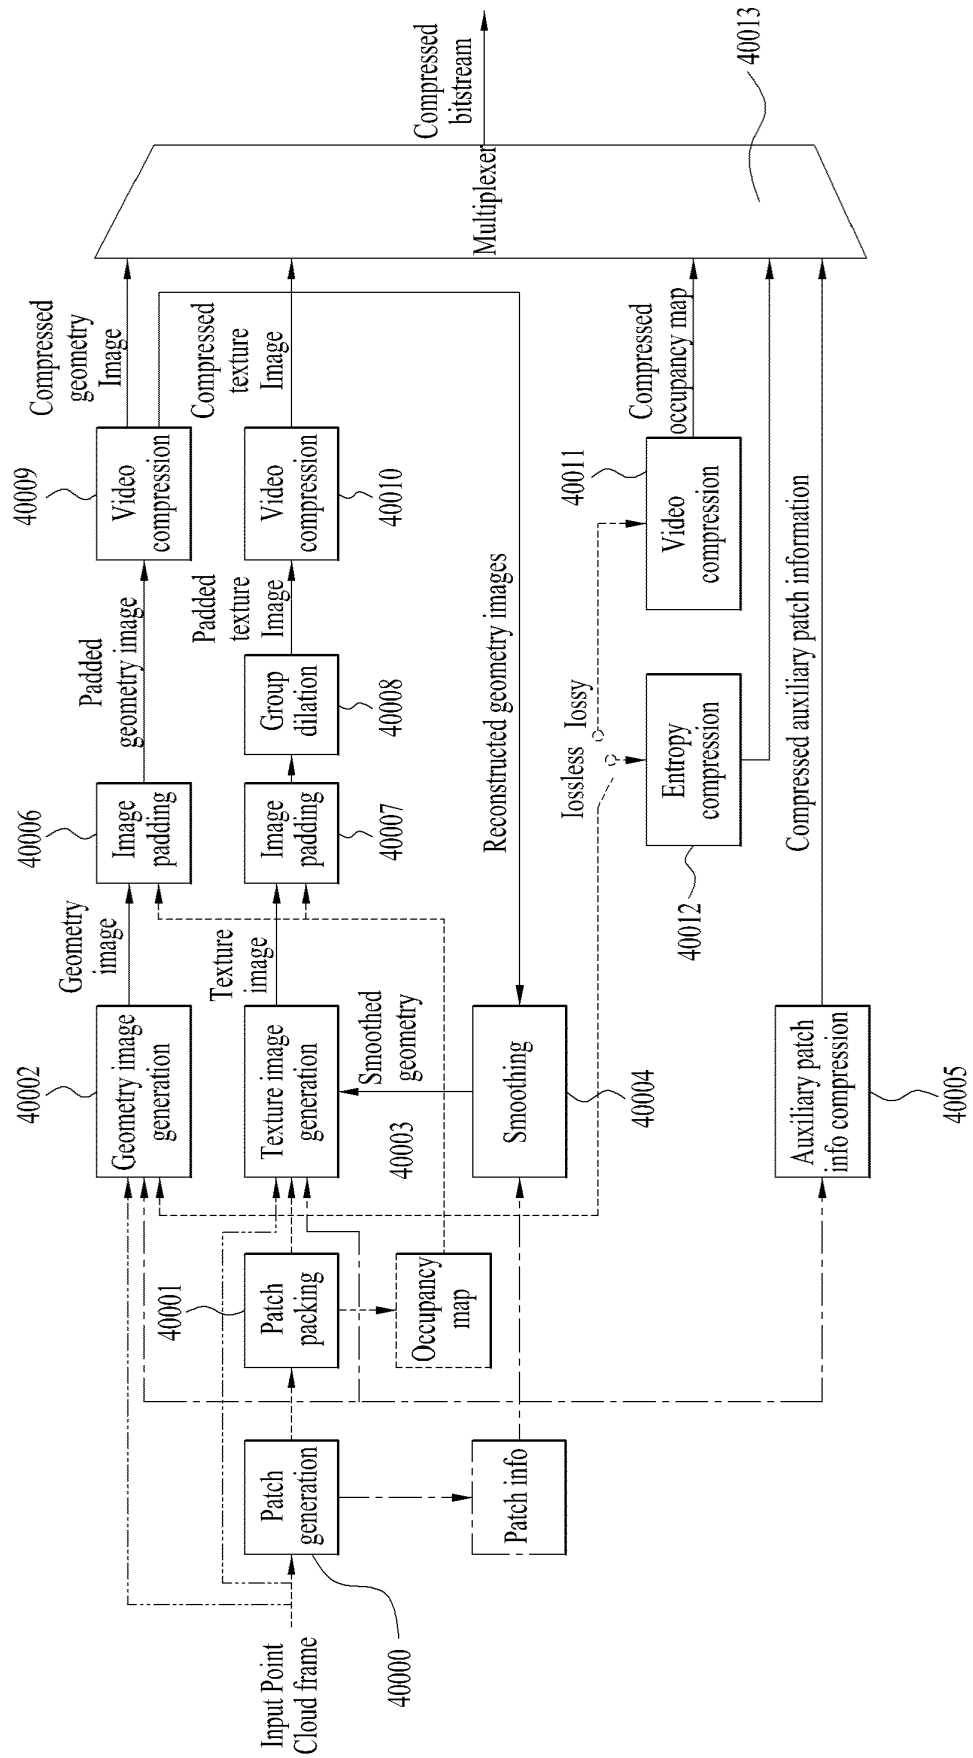 Input Point
Cloud frame
40000
Patch
generation
Patch info
40001
Patch
packing
Occupancy
map
40002
Geometry image
generation
Texture image
generation
40003
Smoothed
geometry
Smoothing
40004
Auxiliary patch
info compression
40005
Geometry
image
Texture
image
40006
Image
padding
Image
padding
40007
Group
dilation
40008
Padded
geometry image
Padded texture
Image
40009
Video
compression
Video
compression
40010
Compressed
geometry
Image
Compressed
texture
Image
Reconstructed geometry images
lossless
lossy
Entropy
compression
40012
40011
Video
compression
Compressed
occupancy map
Compressed auxiliary patch information
Multiplexer
40013
Compressed
bitstream